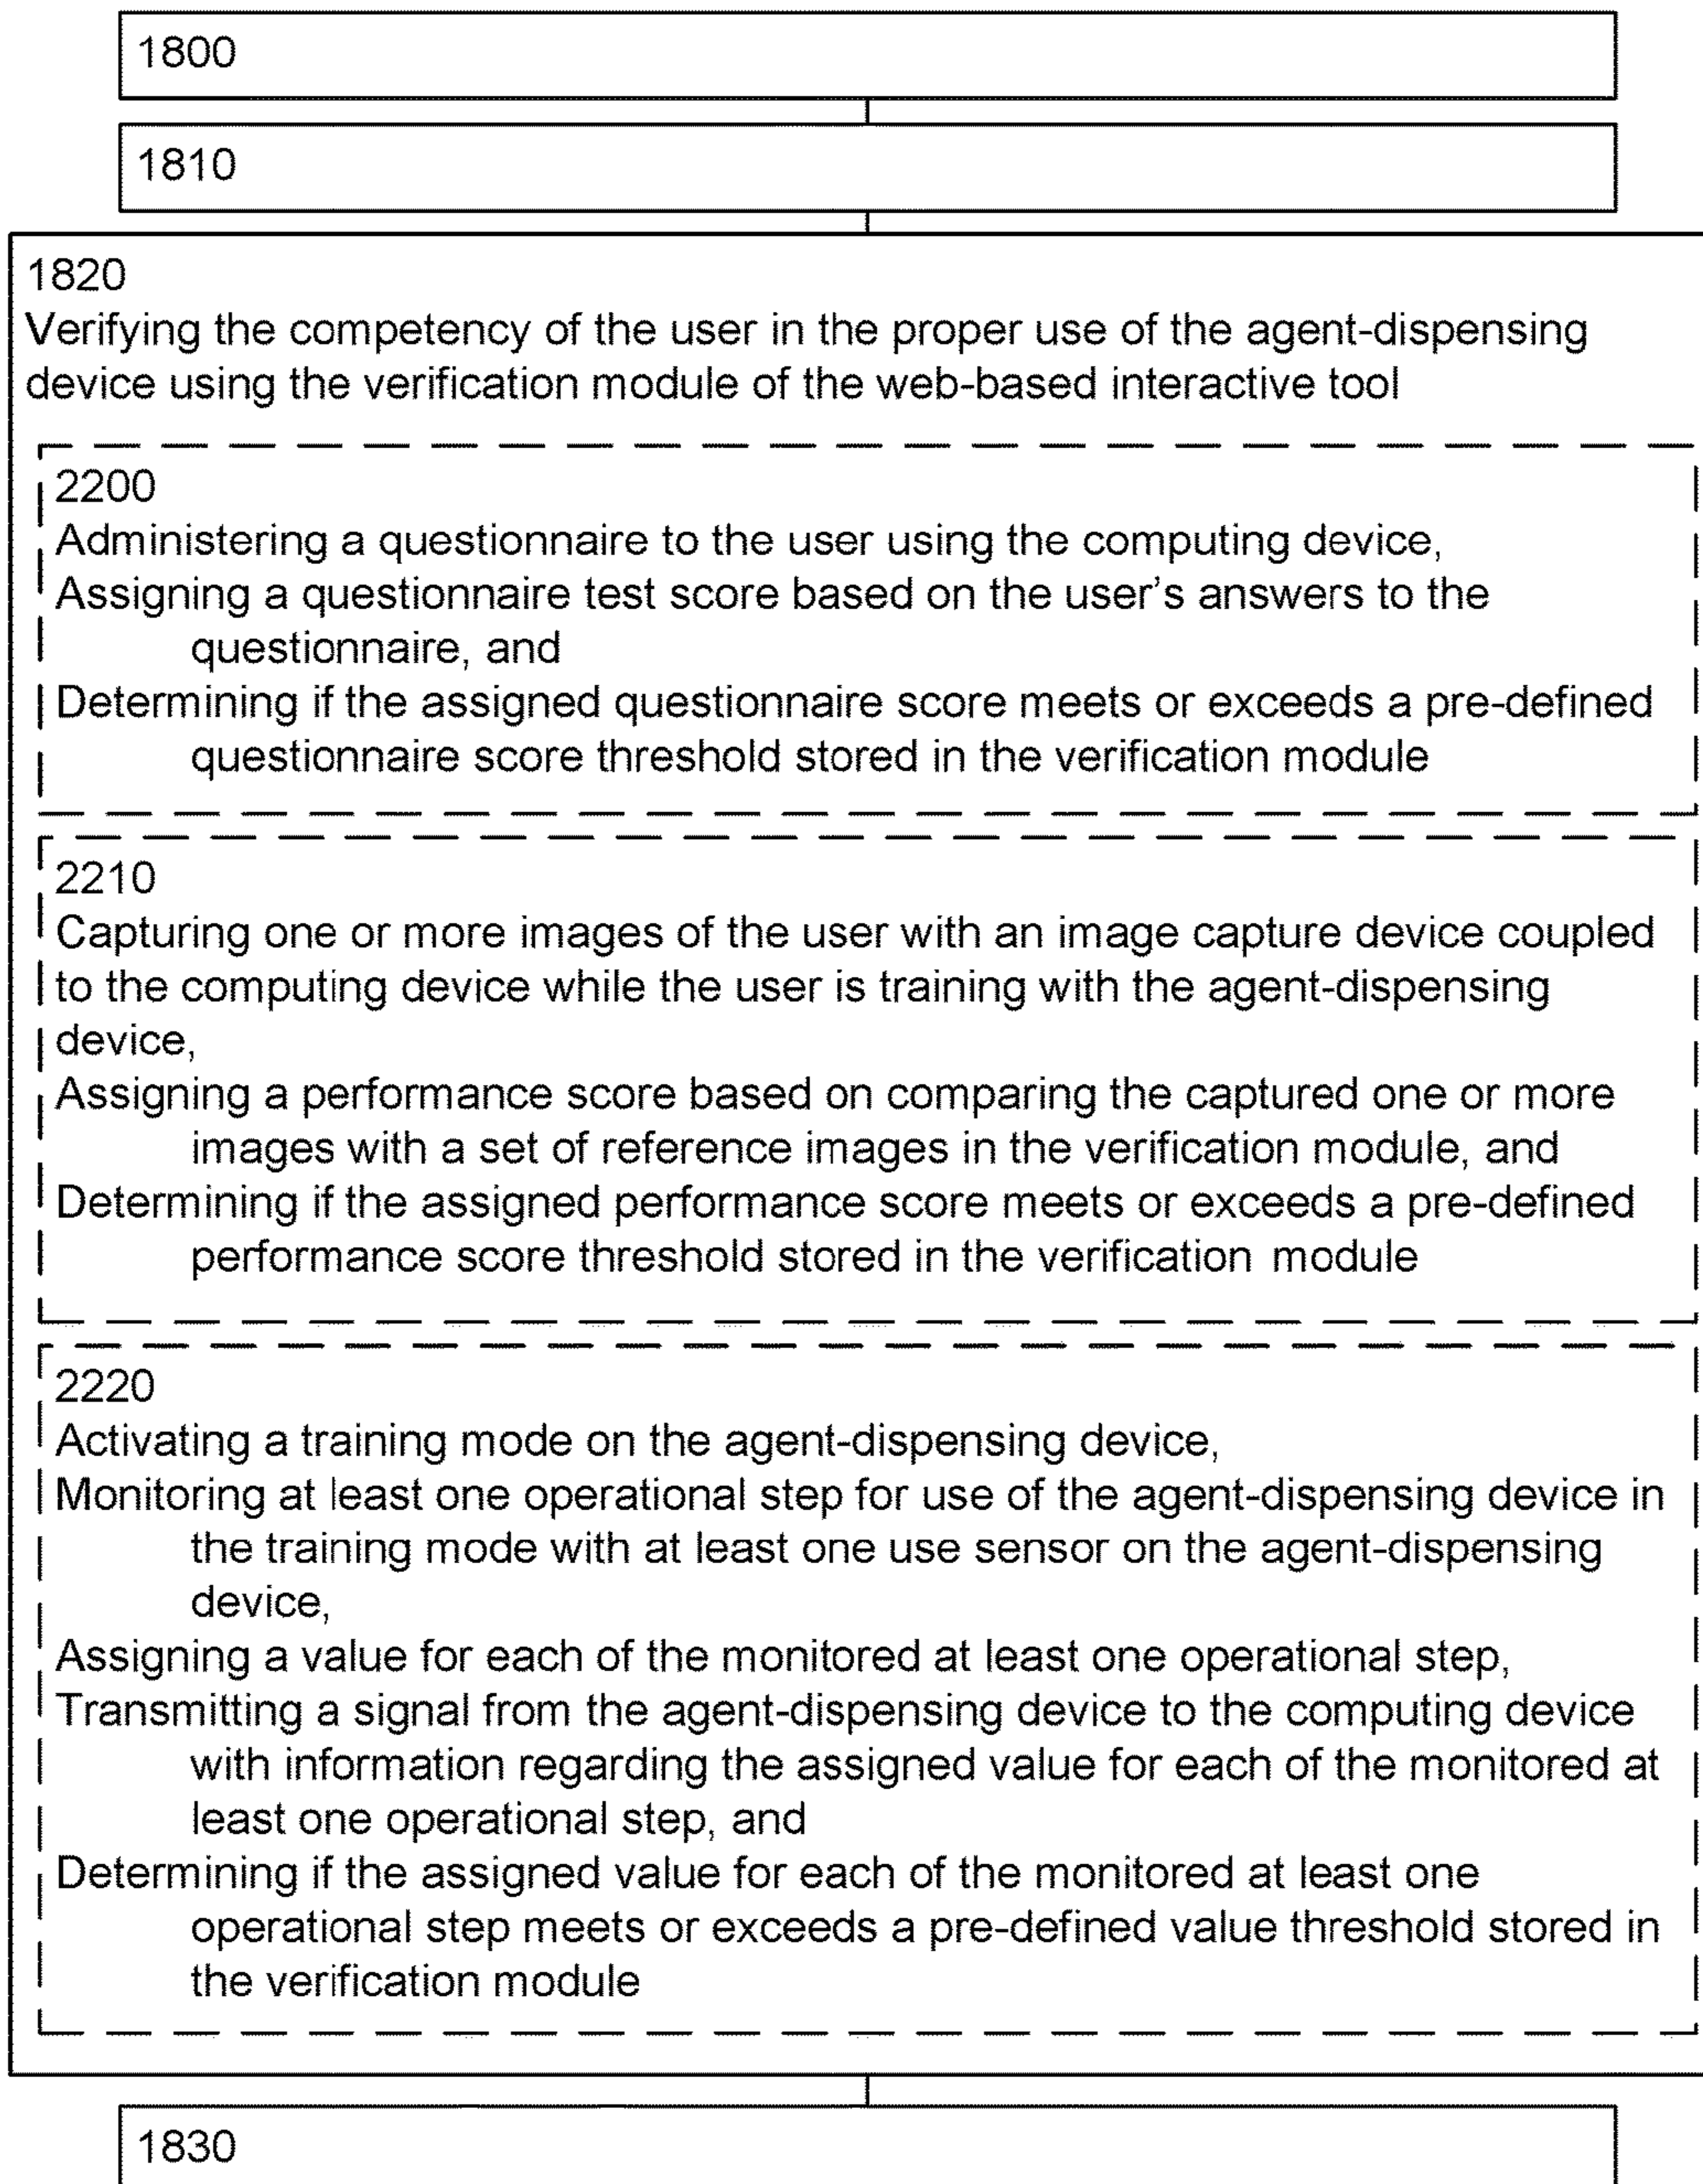 1800
1810
1820
Verifying the competency of the user in the proper use of the agent-dispensing
device using the verification module of the web-based interactive tool
2200
Administering a questionnaire to the user using the computing device,
Assigning a questionnaire test score based on the user's answers to the
questionnaire, and
Determining if the assigned questionnaire score meets or exceeds a pre-defined
questionnaire score threshold stored in the verification module
2210
Capturing one or more images of the user with an image capture device coupled
to the computing device while the user is training with the agent-dispensing
device,
Assigning a performance score based on comparing the captured one or more
images with a set of reference images in the verification module, and
Determining if the assigned performance score meets or exceeds a pre-defined
performance score threshold stored in the verification module
2220
Activating a training mode on the agent-dispensing device,
Monitoring at least one operational step for use of the agent-dispensing device in
the training mode with at least one use sensor on the agent-dispensing
device,
Assigning a value for each of the monitored at least one operational step,
Transmitting a signal from the agent-dispensing device to the computing device
with information regarding the assigned value for each of the monitored at
least one operational step, and
Determining if the assigned value for each of the monitored at least one
operational step meets or exceeds a pre-defined value threshold stored in
the verification module
1830